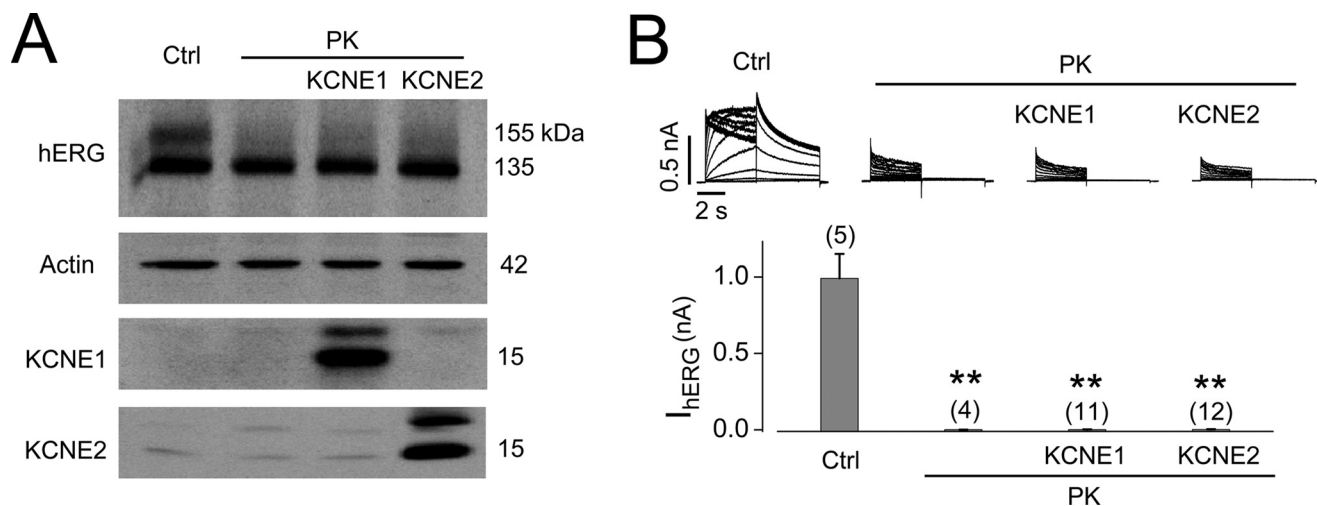 A
Ctrl
PK
KCNE1 KCNE2
hERG
155 kDa
135
Actin
42
KCNE1
15
KCNE2
15
B
Ctrl
PK
KCNE1 KCNE2
0.5 nA
2 s
IhERG (nA)
1.0
0.5
0.0
(5)
** ** **
(4) (11) (12)
Ctrl
KCNE1 KCNE2
PK